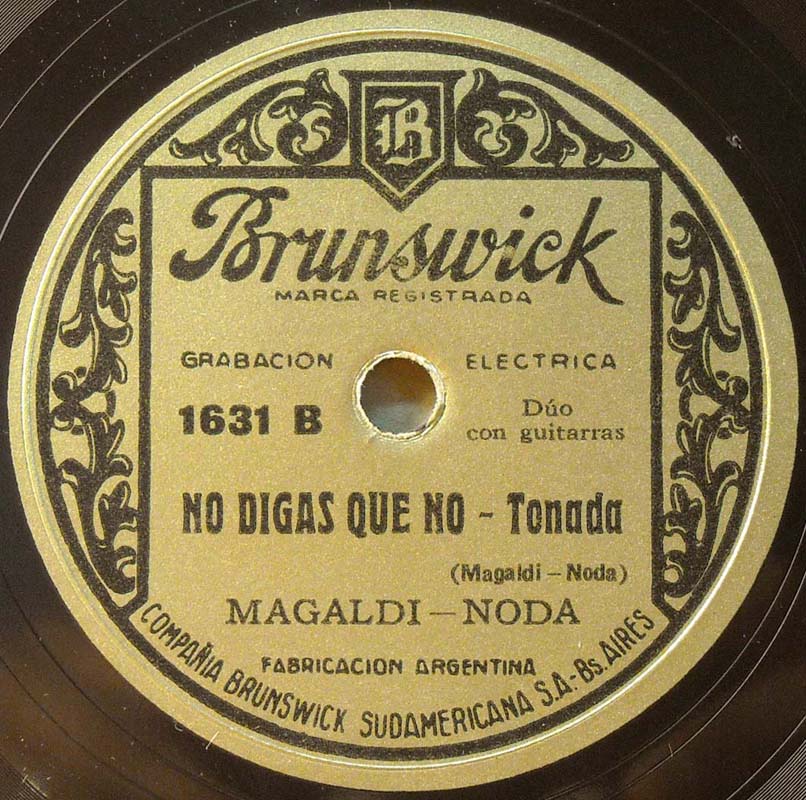 B
Brunswick
MARCA REGISTRADA
GRABACION ELECTRICA
1631 B
Dúo
con guitarras
NO DIGAS QUE NO - Tonada
(Magaldi - Noda)
MAGALDI - NODA
FABRICACION ARGENTINA
COMPAÑIA BRUNSWICK SUDAMERICANA S.A.-Bs. AIRES